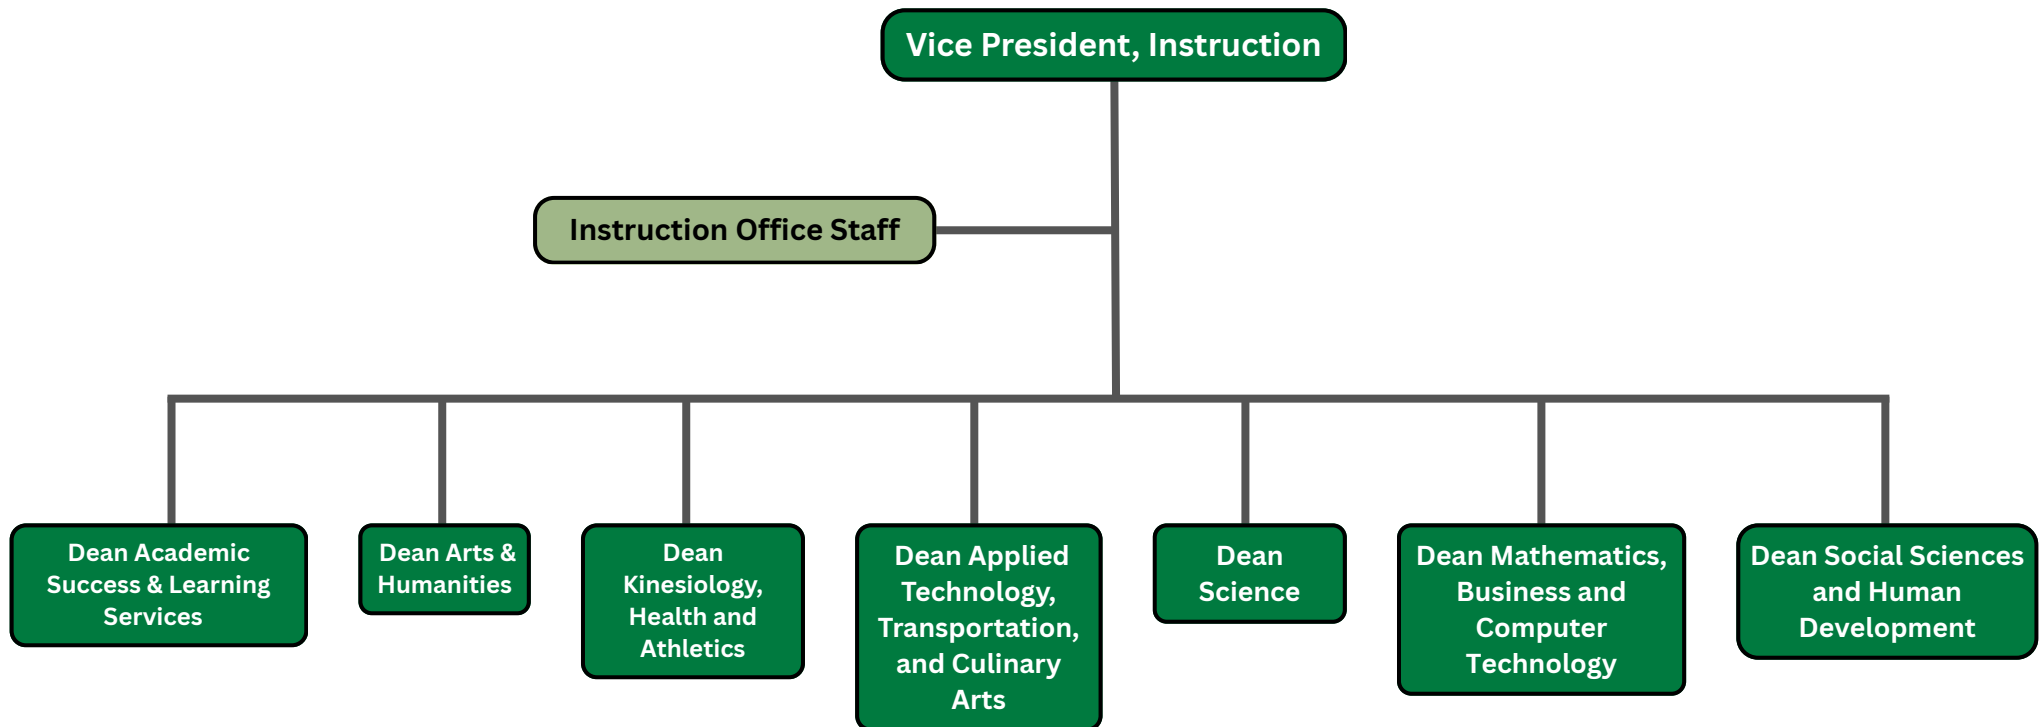 Vice President, Instruction
Instruction Office Staff
Dean Academic
Success & Learning
Services
Dean Arts &
Humanities
Dean
Kinesiology,
Health and
Athletics
Dean Applied
Technology,
Transportation,
and Culinary
Arts
Dean
Science
Dean Mathematics,
Business and
Computer
Technology
Dean Social Sciences
and Human
Development